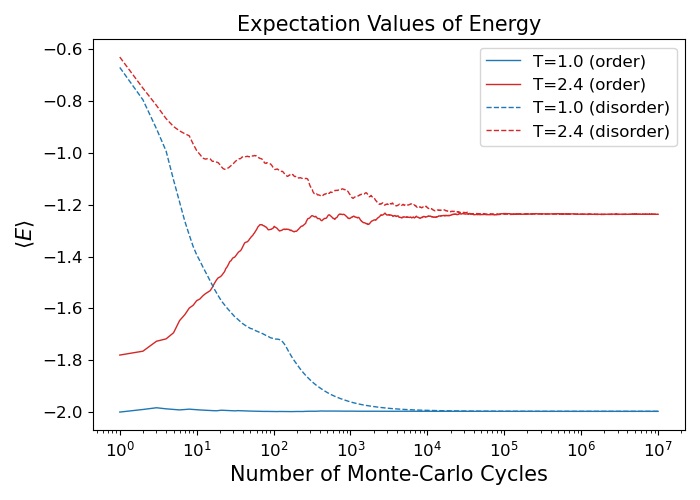 Expectation Values of Energy
T=1.0 (order)
T=2.4 (order)
T=1.0 (disorder)
T=2.4 (disorder)
⟨E⟩
−0.6
−0.8
−1.0
−1.2
−1.4
−1.6
−1.8
−2.0
10⁰ 10¹ 10² 10³ 10⁴ 10⁵ 10⁶ 10⁷
Number of Monte-Carlo Cycles